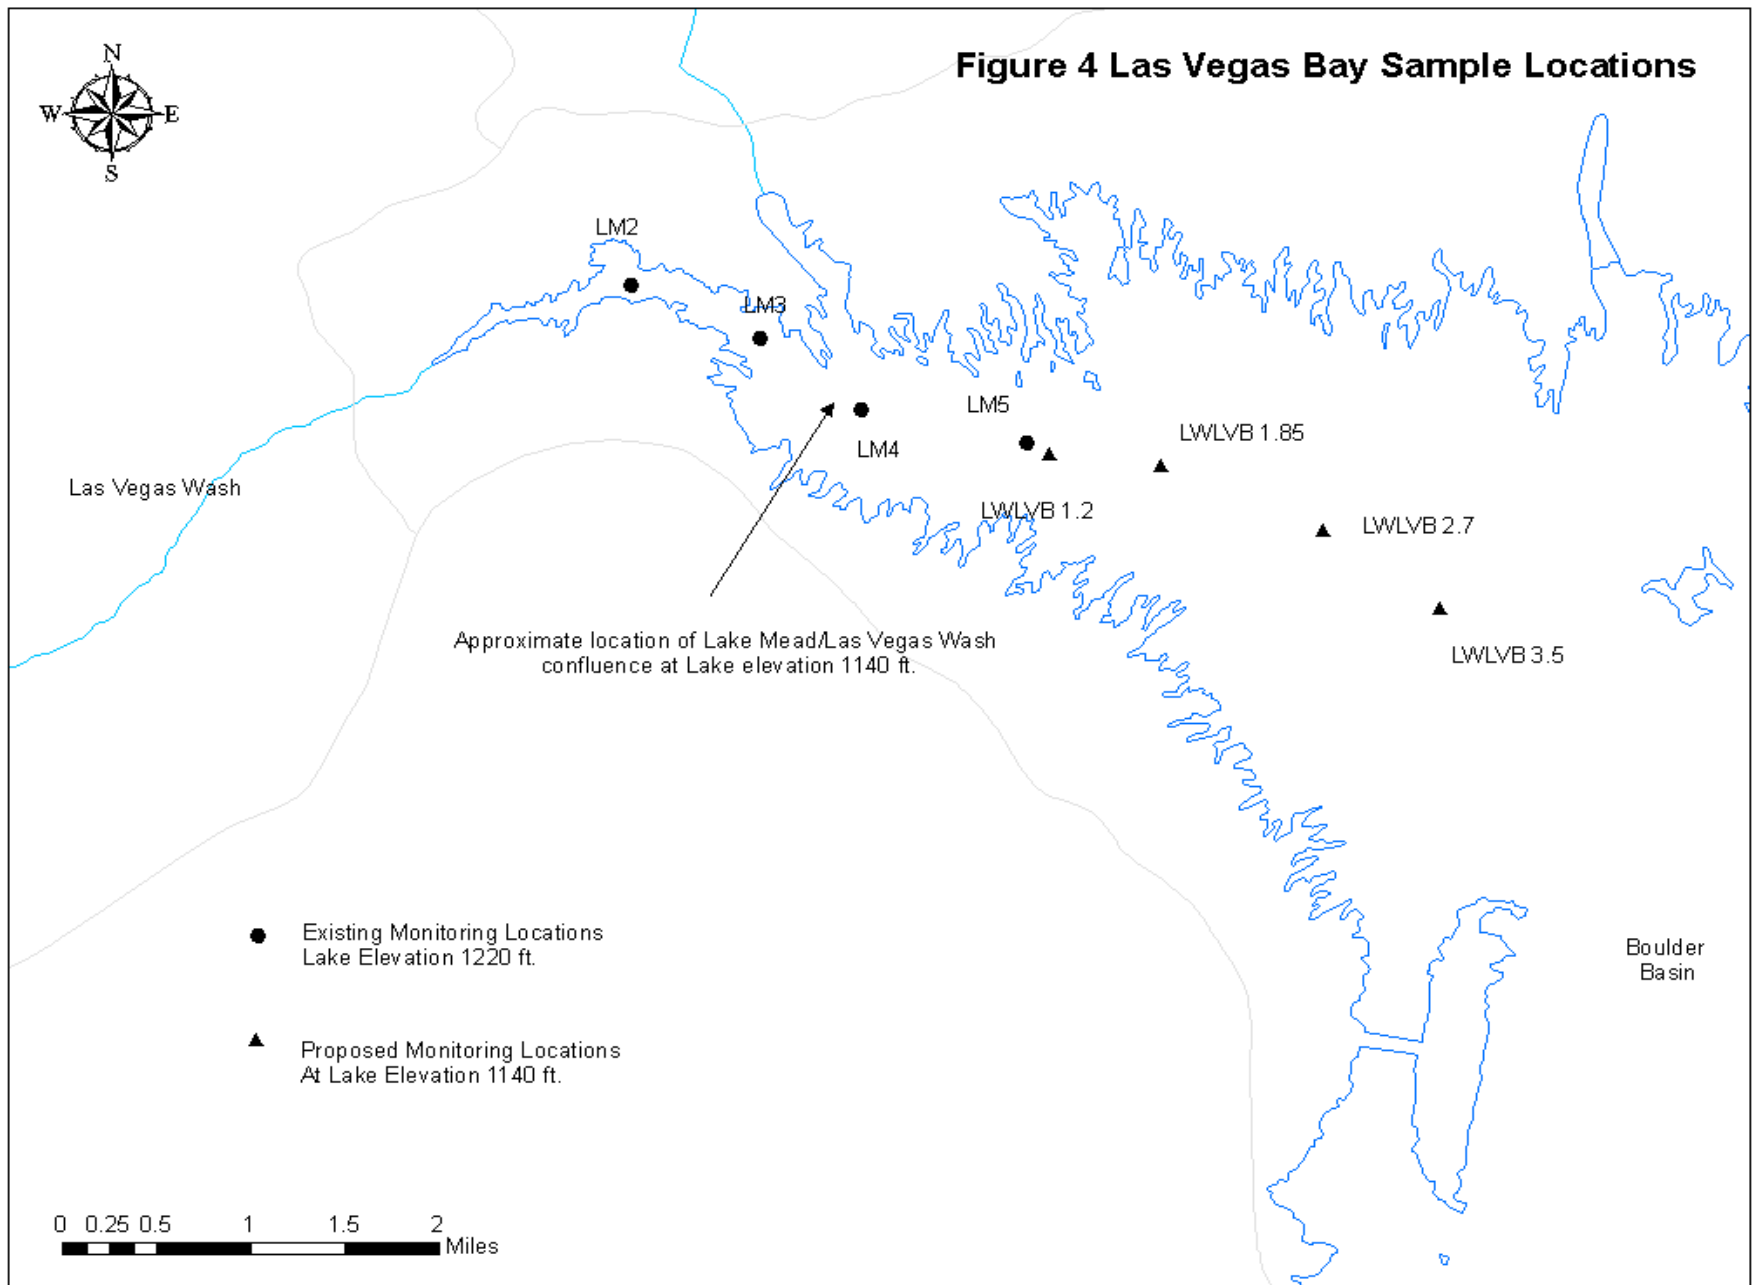 Figure 4 Las Vegas Bay Sample Locations
N
W
E
S
LM2
LM3
LM5
LM4
LWLVB 1.85
LWLVB 1.2
LWLVB 2.7
LWLVB 3.5
Las Vegas Wash
Approximate location of Lake Mead/Las Vegas Wash
confluence at Lake elevation 1140 ft.
Existing Monitoring Locations
Lake Elevation 1220 ft.
Boulder
Basin
Proposed Monitoring Locations
At Lake Elevation 1140 ft.
0 0.25 0.5 1 1.5 2
Miles